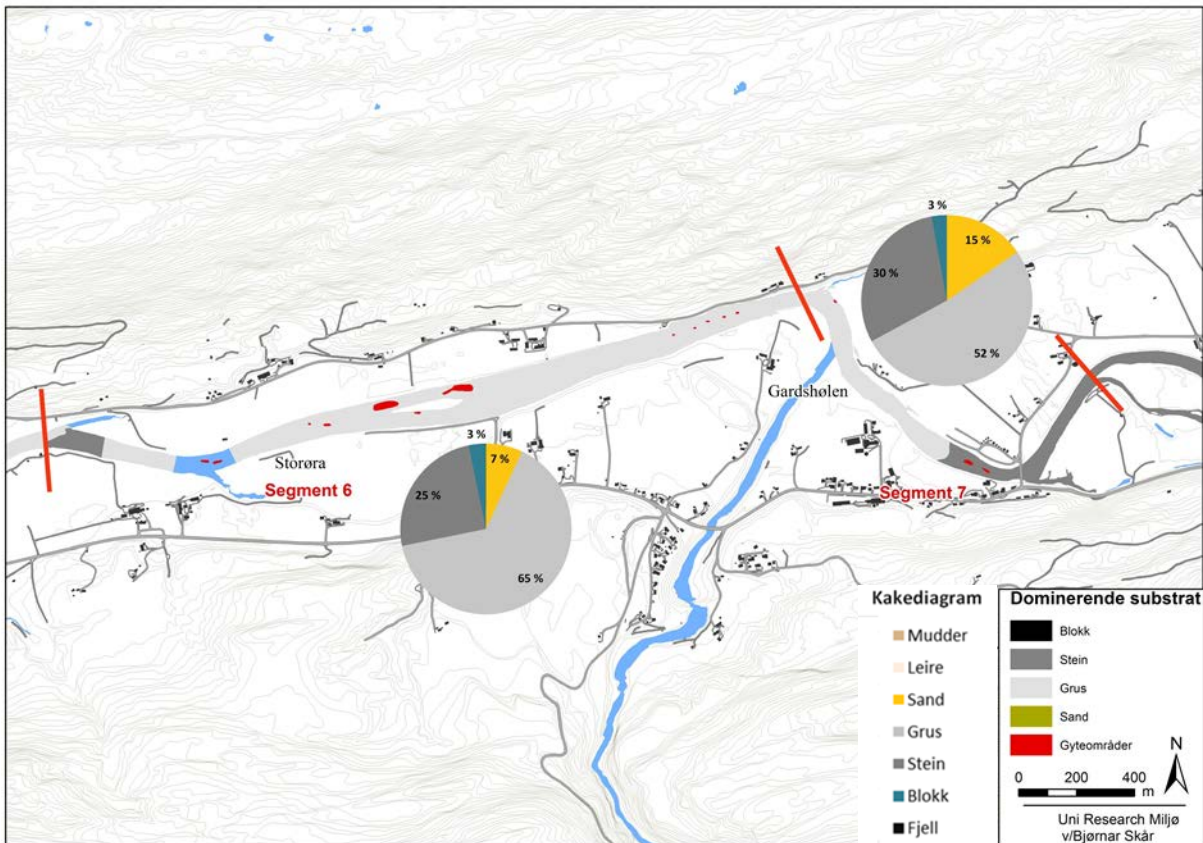 3 %
15 %
30 %
52 %
Gardshølen
Storøra
Segment 6
3 %
7 %
25 %
65 %
Segment 7
Kakediagram
Mudder
Leire
Sand
Grus
Stein
Blokk
Fjell
Dominerende substrat
Blokk
Stein
Grus
Sand
Gyteområder
N
0 200 400
m
Uni Research Miljø
v/Bjørnar Skår